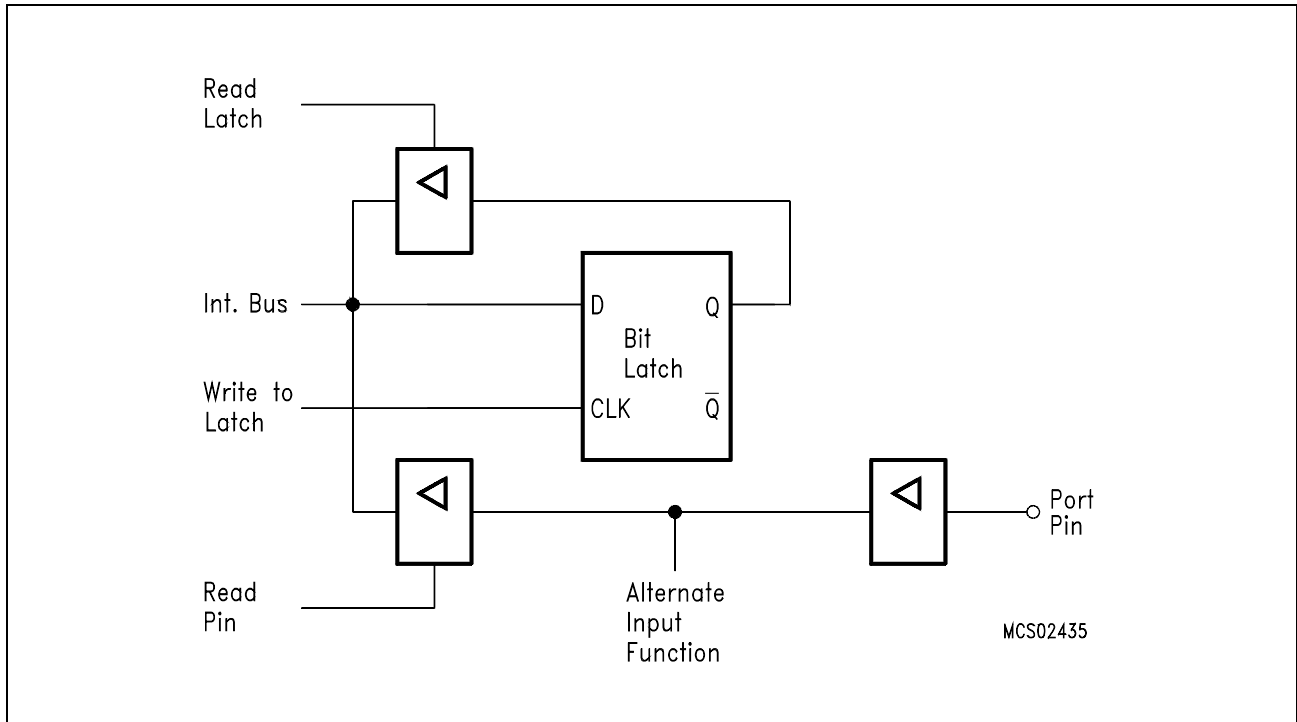 Read
Latch
Int. Bus
D
Q
Bit
Latch
Write to
Latch
CLK
Q̅
Port
Pin
Read
Pin
Alternate
Input
Function
MCS02435